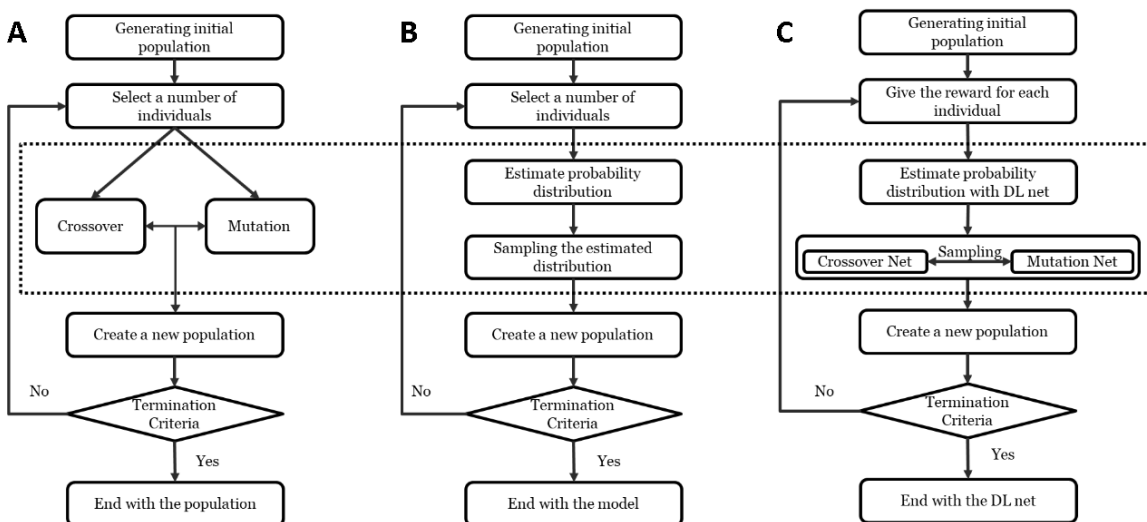 A
Generating initial
population
Select a number of
individuals
Crossover
Mutation
Create a new population
No
Termination
Criteria
Yes
End with the population
B
Generating initial
population
Select a number of
individuals
Estimate probability
distribution
Sampling the estimated
distribution
Create a new population
No
Termination
Criteria
Yes
End with the model
C
Generating initial
population
Give the reward for each
individual
Estimate probability
distribution with DL net
Sampling
Crossover Net
Mutation Net
Create a new population
No
Termination
Criteria
Yes
End with the DL net